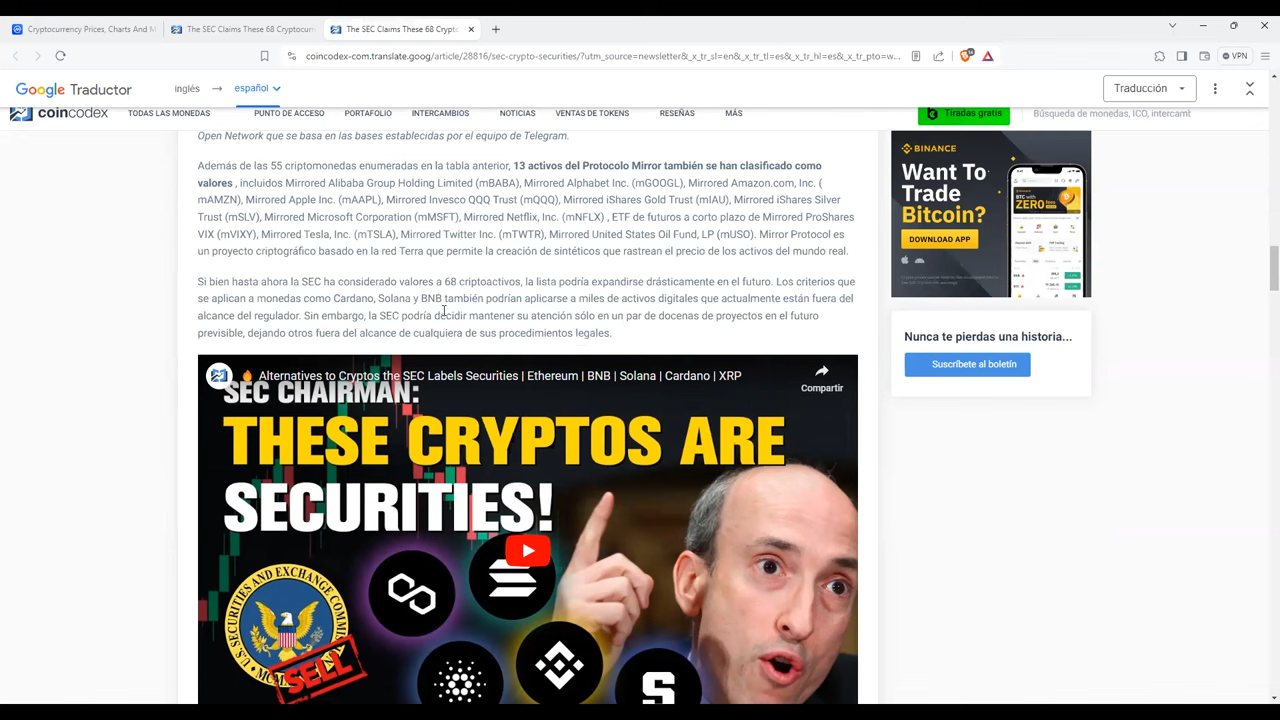 Cryptocurrency Prices, Charts And M
The SEC Claims These 68 Cryptocurr
The SEC Claims These 68 Crypto
coincodex-com.translate.goog/article/28816/sec-crypto-securities/?utm_source=newsletter&_x_tr_sl=en&_x_tr_tl=es&_x_tr_hl=es&_x_tr_pto=w...
VPN
Google Traductor
inglés → español
Traducción
coincodex
TODAS LAS MONEDAS
PUNTO DE ACCESO
PORTAFOLIO
INTERCAMBIOS
NOTICIAS
VENTAS DE TOKENS
RESEÑAS
MÁS
Tiradas gratis
Búsqueda de monedas, ICO, intercamt
Open Network que se basa en las bases establecidas por el equipo de Telegram.
Además de las 55 criptomonedas enumeradas en la tabla anterior, 13 activos del Protocolo Mirror también se han clasificado como
valores , incluidos Mirrored Alibaba Group Holding Limited (mBABA), Mirrored Alphabet Inc. (mGOOGL), Mirrored Amazon.com, Inc. (
mAMZN), Mirrored Apple Inc. (mAAPL), Mirrored Invesco QQQ Trust (mQQQ), Mirrored iShares Gold Trust (mIAU), Mirrored iShares Silver
Trust (mSLV), Mirrored Microsoft Corporation (mMSFT), Mirrored Netflix, Inc. (mNFLX) , ETF de futuros a corto plazo de Mirrored ProShares
VIX (mVIXY), Mirrored Tesla, Inc. (mTSLA), Mirrored Twitter Inc. (mTWTR), Mirrored United States Oil Fund, LP (mUSO). Mirror Protocol es
un proyecto criptográfico basado en la red Terra que permite la creación de sintéticos que rastrean el precio de los activos del mundo real.
Si bien hasta ahora la SEC ha considerado valores a 68 criptoactivos, la lista podría expandirse drásticamente en el futuro. Los criterios que
se aplican a monedas como Cardano, Solana y BNB también podrían aplicarse a miles de activos digitales que actualmente están fuera del
alcance del regulador. Sin embargo, la SEC podría decidir mantener su atención sólo en un par de docenas de proyectos en el futuro
previsible, dejando otros fuera del alcance de cualquiera de sus procedimientos legales.
Alternatives to Cryptos the SEC Labels Securities | Ethereum | BNB | Solana | Cardano | XRP
Compartir
SEC CHAIRMAN:
THESE CRYPTOS ARE
SECURITIES!
SELL
BINANCE
Want To
Trade
Bitcoin?
DOWNLOAD APP
Nunca te pierdas una historia...
Suscríbete al boletín